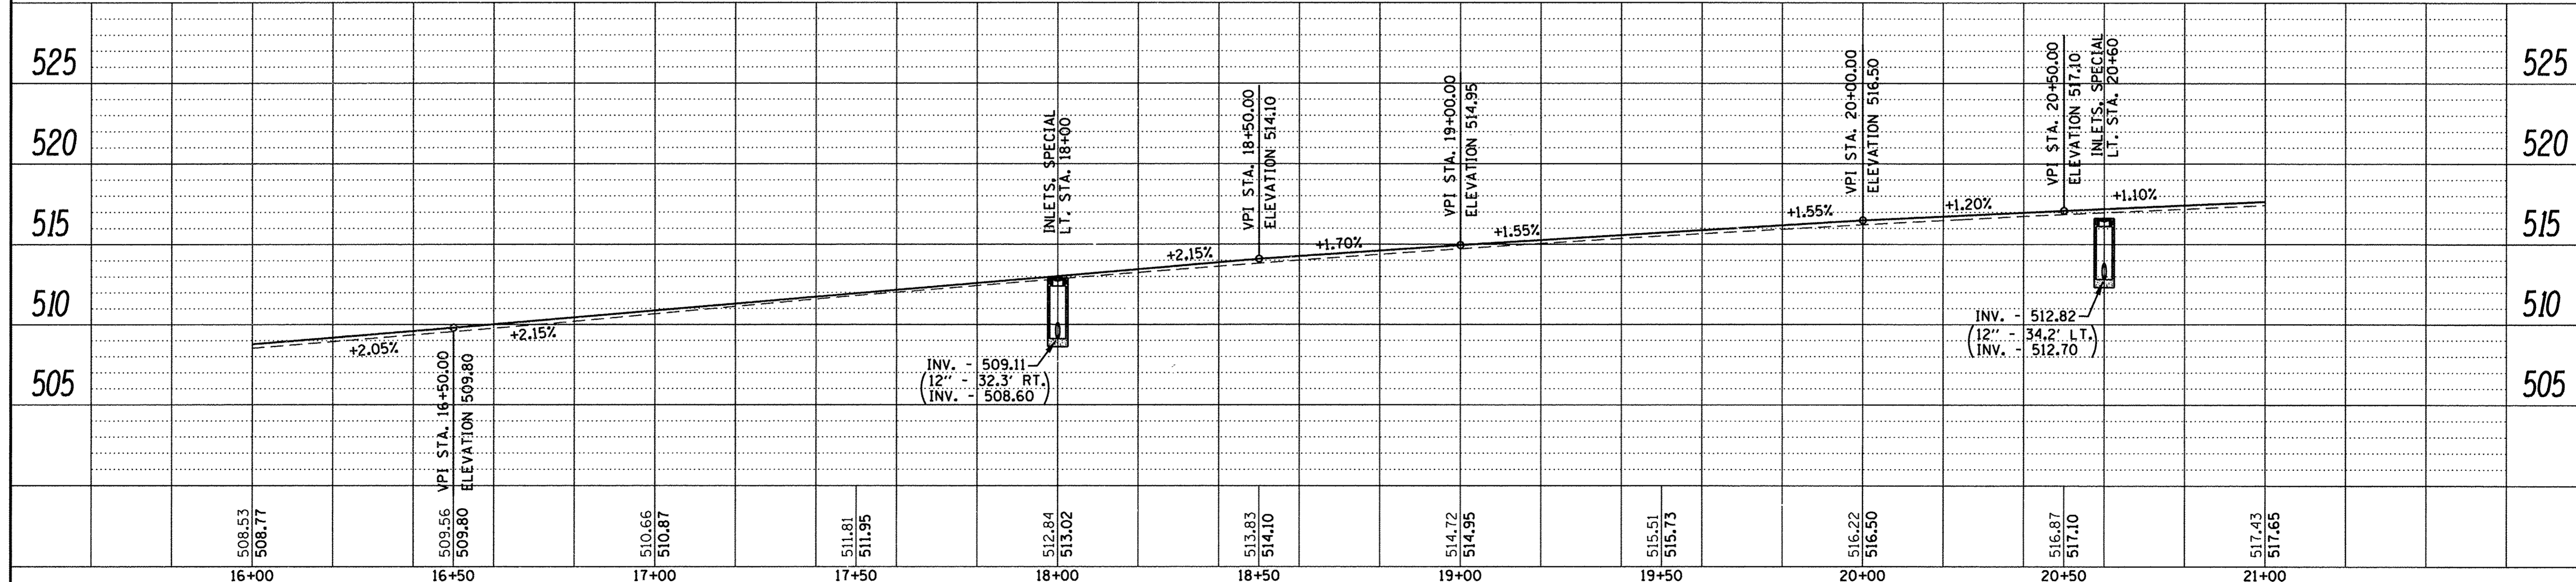 525
520
515
510
505
525
520
515
510
505
+2.05%
VPI STA. 16+50.00
ELEVATION 509.80
+2.15%
INLETS, SPECIAL
LT. STA. 18+00
INV. - 509.11
(12'' - 32.3' RT.)
INV. - 508.60
+2.15%
VPI STA. 18+50.00
ELEVATION 514.10
+1.70%
VPI STA. 19+00.00
ELEVATION 514.95
+1.55%
+1.55%
VPI STA. 20+00.00
ELEVATION 516.50
+1.20%
VPI STA. 20+50.00
ELEVATION 517.10
INLETS, SPECIAL
LT. STA. 20+60
+1.10%
INV. - 512.82
(12'' - 34.2' LT.)
INV. - 512.70
508.53
508.77
509.56
509.80
510.66
510.87
511.81
511.95
512.84
513.02
513.83
514.10
514.72
514.95
515.51
515.73
516.22
516.50
516.87
517.10
517.43
517.65
16+00
16+50
17+00
17+50
18+00
18+50
19+00
19+50
20+00
20+50
21+00